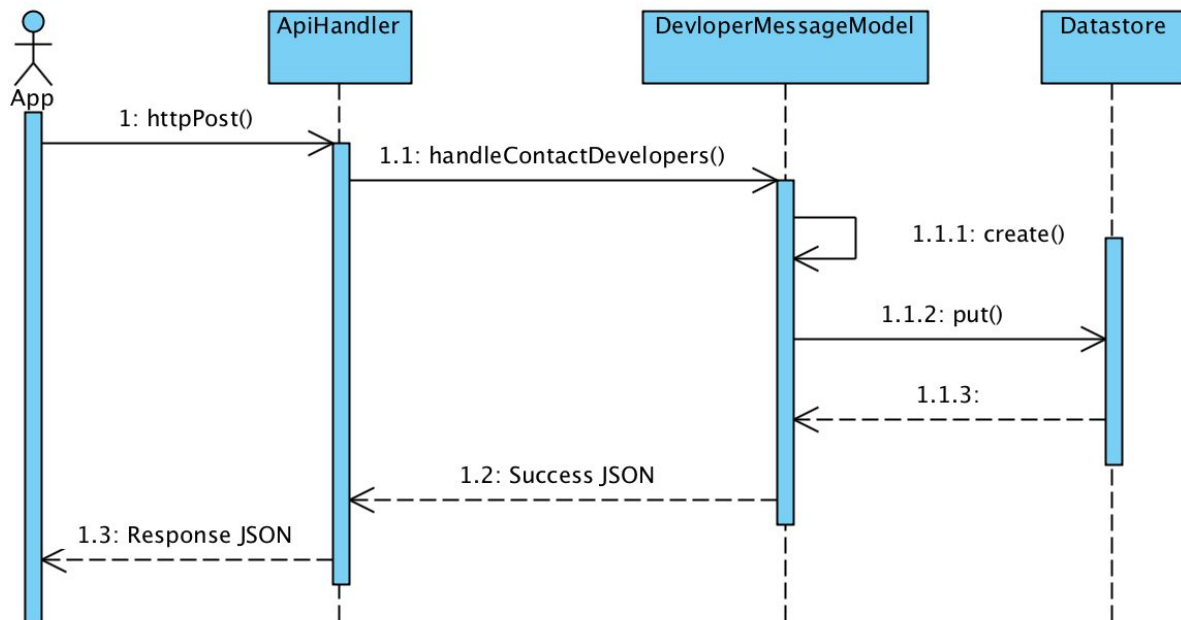 ApiHandler
DevloperMessageModel
Datastore
App
1: httpPost()
1.1: handleContactDevelopers()
1.1.1: create()
1.1.2: put()
1.1.3:
1.2: Success JSON
1.3: Response JSON